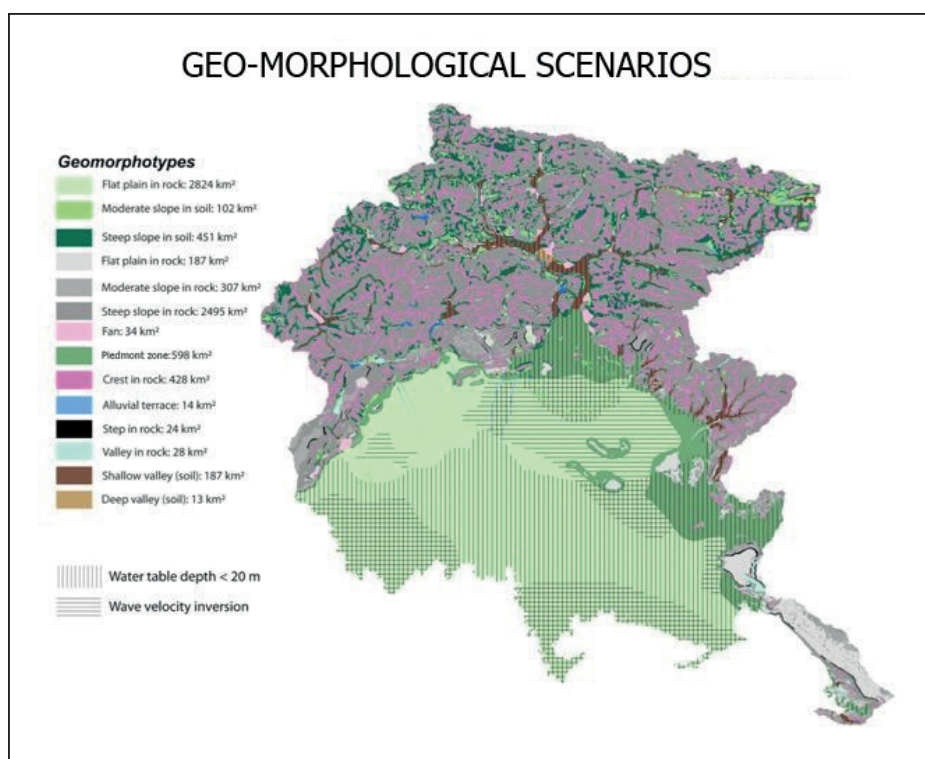 GEO-MORPHOLOGICAL SCENARIOS
Geomorphotypes
Flat plain in rock: 2824 km²
Moderate slope in soil: 102 km²
Steep slope in soil: 451 km²
Flat plain in rock: 187 km²
Moderate slope in rock: 307 km²
Steep slope in rock: 2495 km²
Fan: 34 km²
Piedmont zone:598 km²
Crest in rock: 428 km²
Alluvial terrace: 14 km²
Step in rock: 24 km²
Valley in rock: 28 km²
Shallow valley (soil): 187 km²
Deep valley (soil): 13 km²
Water table depth < 20 m
Wave velocity inversion